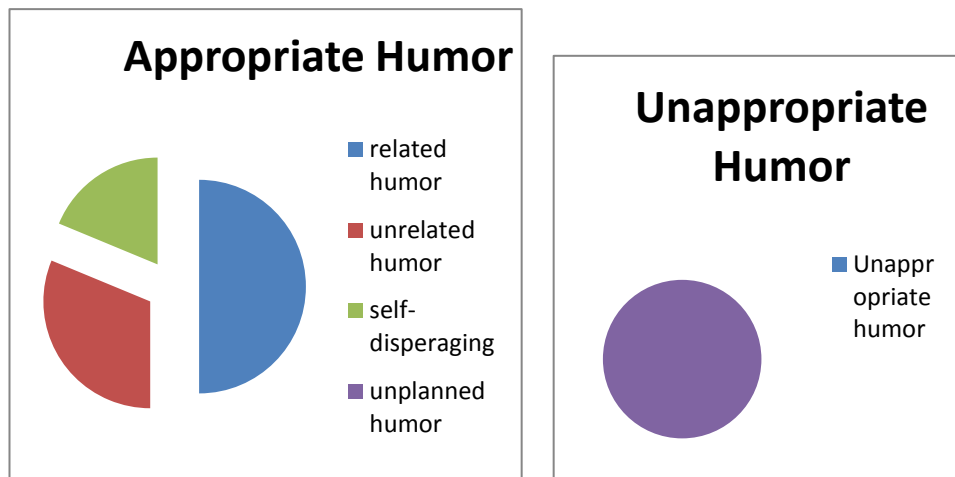 Appropriate Humor
related
humor
unrelated
humor
self-
disperaging
unplanned
humor
Unappropriate
Humor
Unappr
opriate
humor